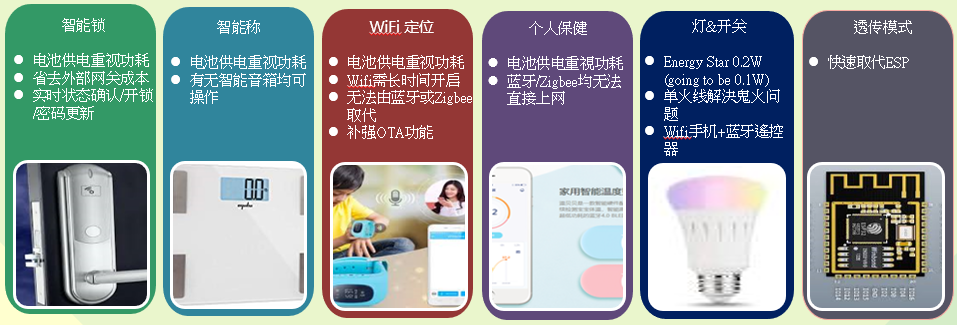 智能锁
电池供电重视功耗
省去外部网关成本
实时状态确认/开锁
/密码更新
智能称
电池供电重视功耗
有无智能音箱均可
操作
WiFi 定位
电池供电重视功耗
Wifi需长时间开启
无法由蓝牙或Zigbee
取代
补强OTA功能
个人保健
电池供电重视功耗
蓝牙/Zigbee均无法
直接上网
家用智能温度
灯&开关
Energy Star 0.2W
(going to be 0.1W)
单火线解决鬼火问
题
Wifi手机+蓝牙遙控
器
透传模式
快速取代ESP
0.0